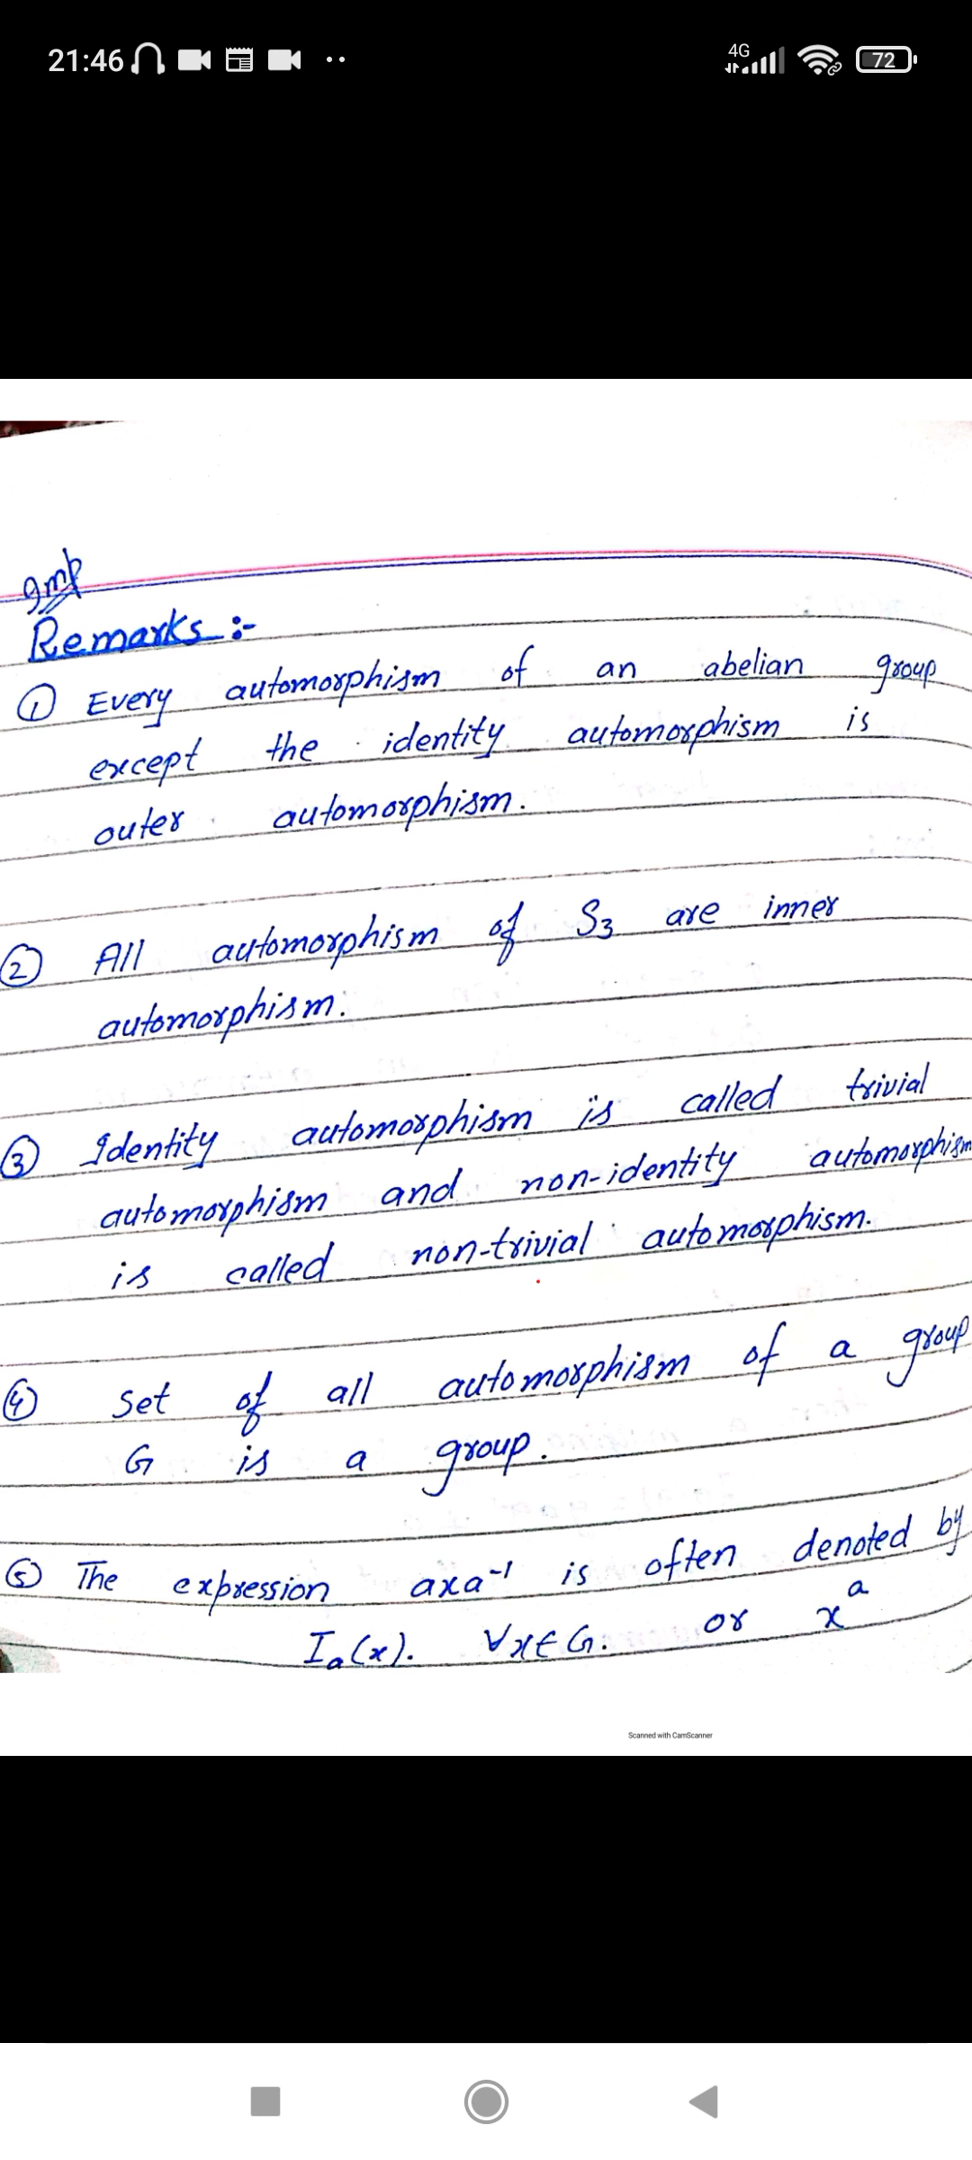 21:46
4G
72
Imp
Remarks :-
① Every automorphism of an abelian group
except the identity automorphism is
outer automorphism.
② All automorphism of S₃ are inner
automorphism.
③ Identity automorphism is called trivial
automorphism and non-identity automorphism
is called non-trivial automorphism.
④ Set of all automorphism of a group
G is a group.
⑤ The expression axa⁻¹ is often denoted by
Iₐ(x). ∀x∈G. or xᵃ
Scanned with CamScanner